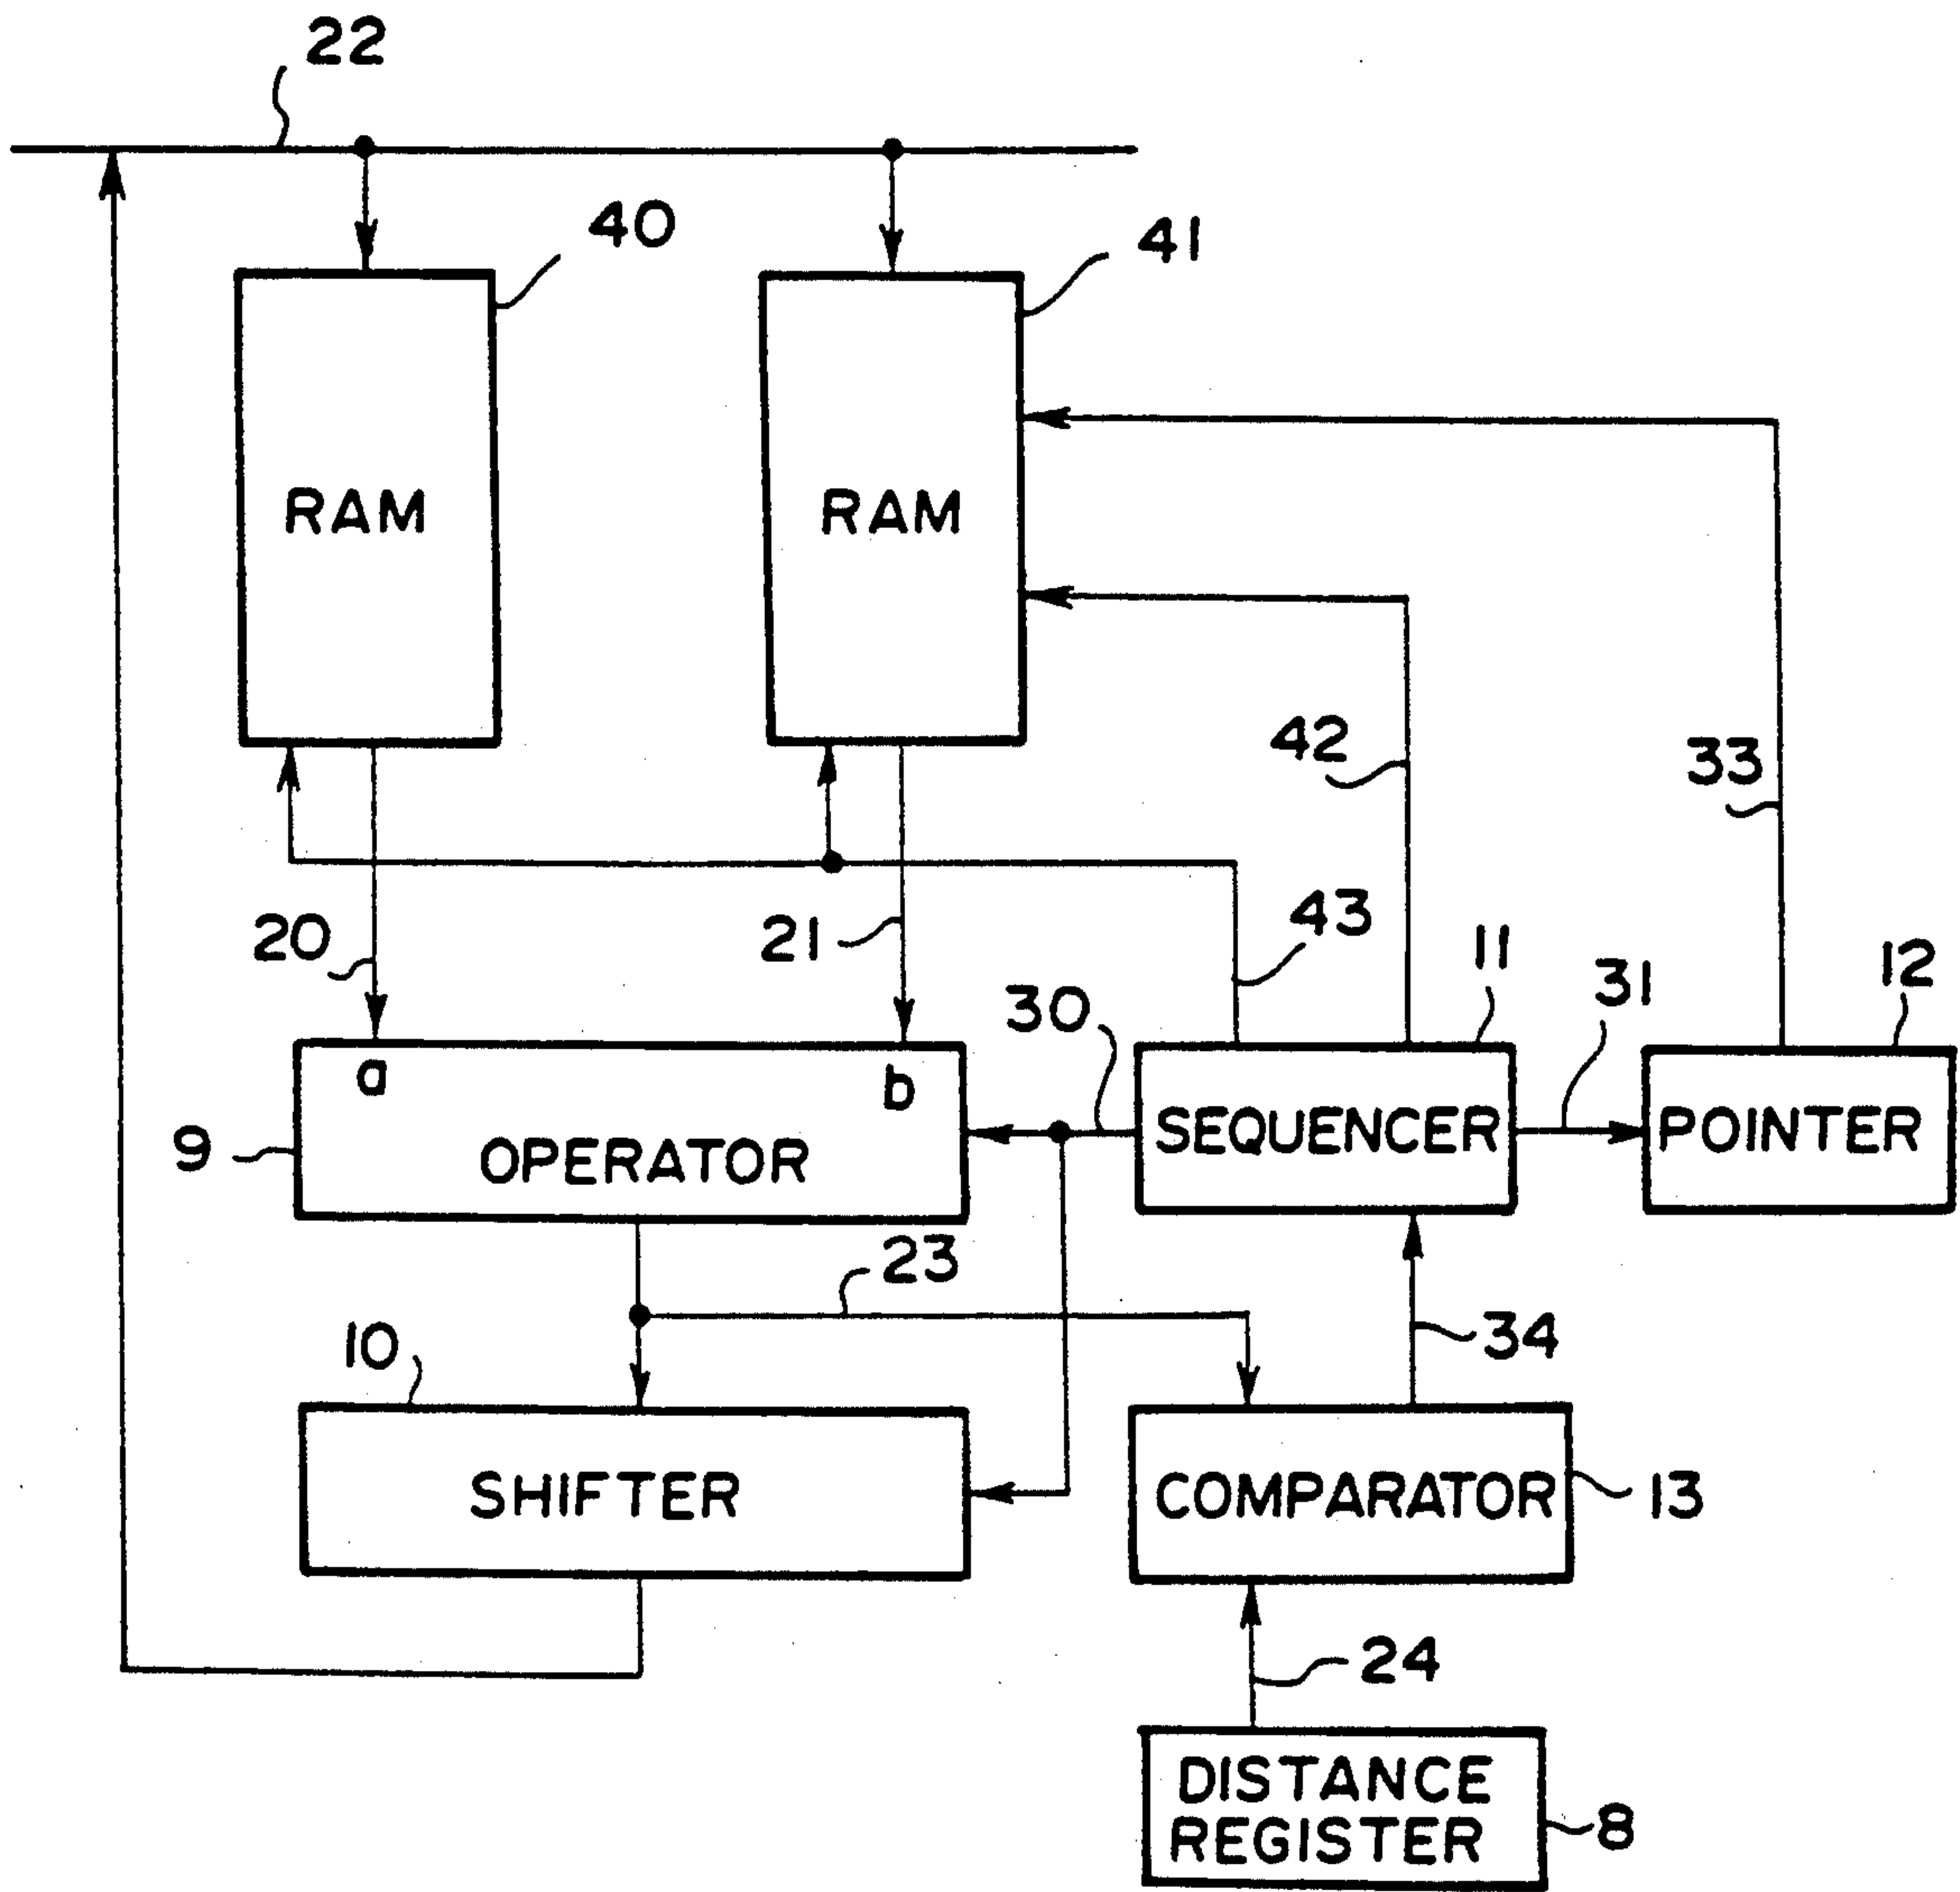 22
40
41
RAM
RAM
42
33
20
21
43
11
31
12
30
a
b
9
OPERATOR
SEQUENCER
POINTER
23
10
34
SHIFTER
COMPARATOR
13
24
DISTANCE
REGISTER
8